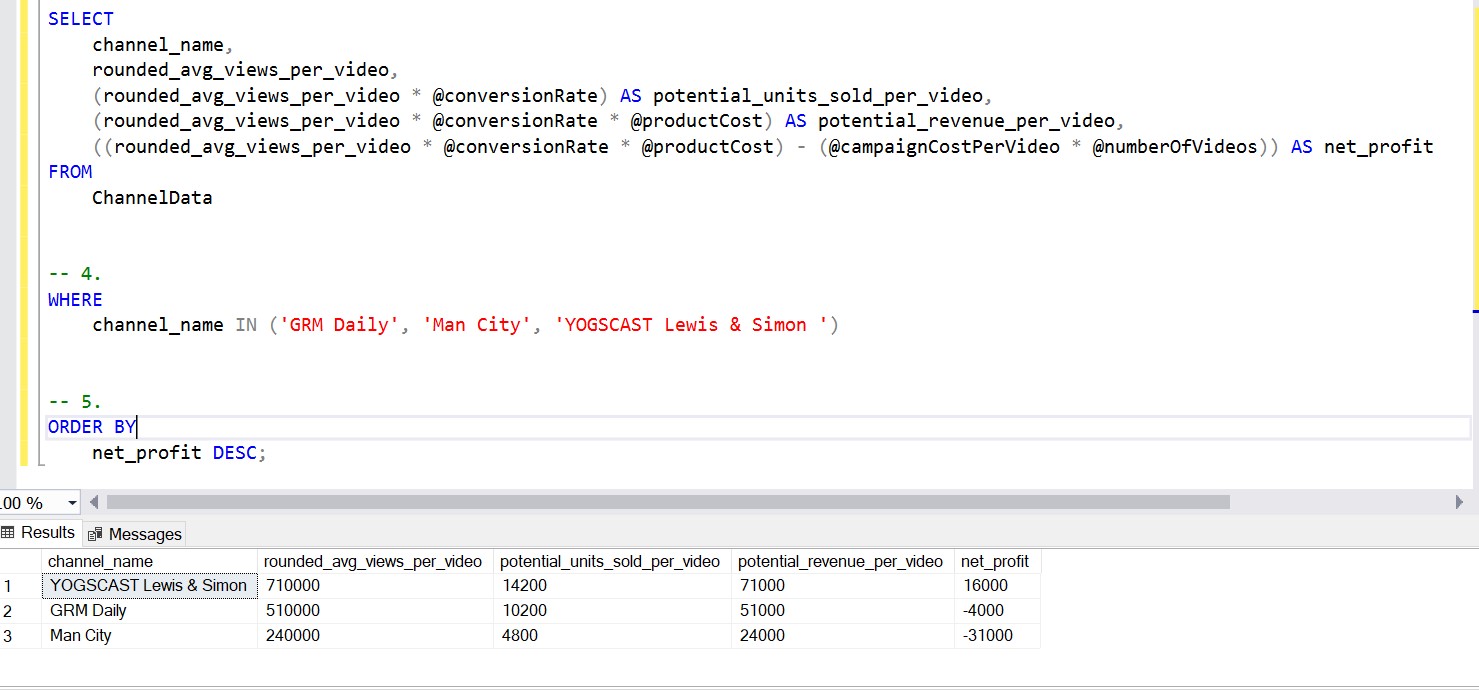 SELECT
channel_name,
rounded_avg_views_per_video,
(rounded_avg_views_per_video * @conversionRate) AS potential_units_sold_per_video,
(rounded_avg_views_per_video * @conversionRate * @productCost) AS potential_revenue_per_video,
((rounded_avg_views_per_video * @conversionRate * @productCost) - (@campaignCostPerVideo * @numberOfVideos)) AS net_profit
FROM
ChannelData
-- 4.
WHERE
channel_name IN ('GRM Daily', 'Man City', 'YOGSCAST Lewis & Simon ')
-- 5.
ORDER BY
net_profit DESC;
.00 %
Results Messages
channel_name rounded_avg_views_per_video potential_units_sold_per_video potential_revenue_per_video net_profit
1 YOGSCAST Lewis & Simon 710000 14200 71000 16000
2 GRM Daily 510000 10200 51000 -4000
3 Man City 240000 4800 24000 -31000